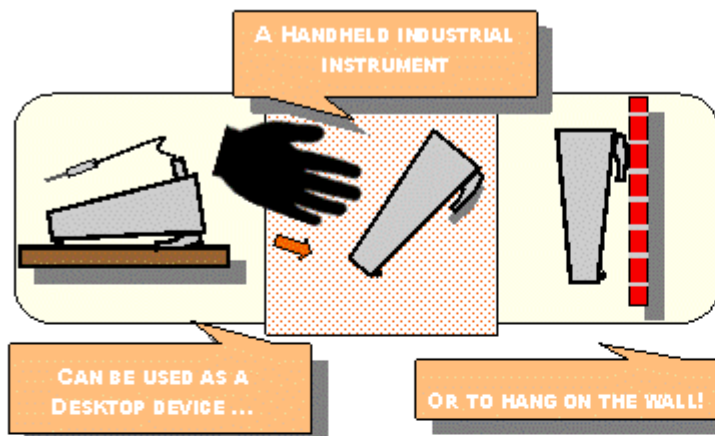 A HANDHELD INDUSTRIAL
INSTRUMENT
CAN BE USED AS A
DESKTOP DEVICE ...
OR TO HANG ON THE WALL!